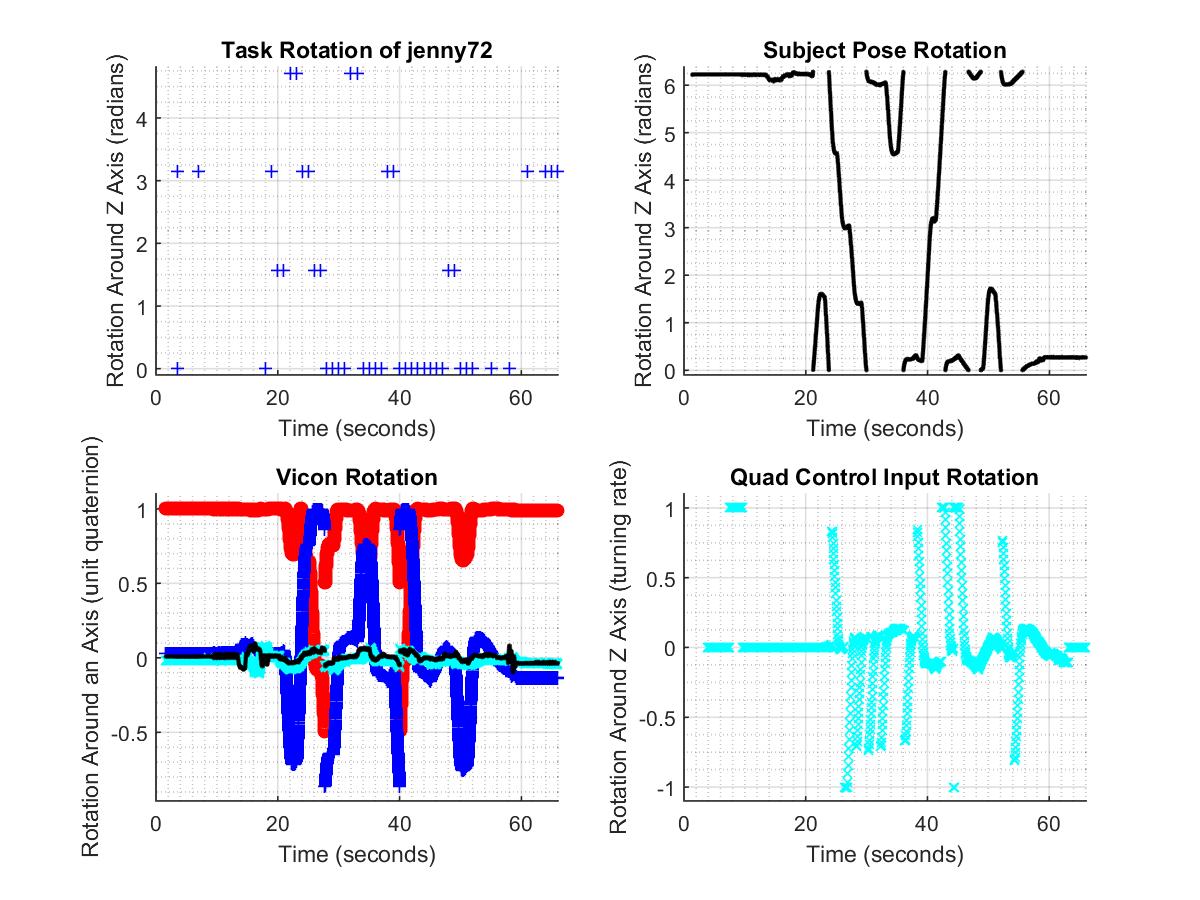 Task Rotation of jenny72
Rotation Around Z Axis (radians)
4
3
2
1
0
0 20 40 60
Time (seconds)
Subject Pose Rotation
Rotation Around Z Axis (radians)
6
5
4
3
2
1
0
0 20 40 60
Time (seconds)
Vicon Rotation
Rotation Around an Axis (unit quaternion)
1
0.5
0
-0.5
0 20 40 60
Time (seconds)
Quad Control Input Rotation
Rotation Around Z Axis (turning rate)
1
0.5
0
-0.5
-1
0 20 40 60
Time (seconds)